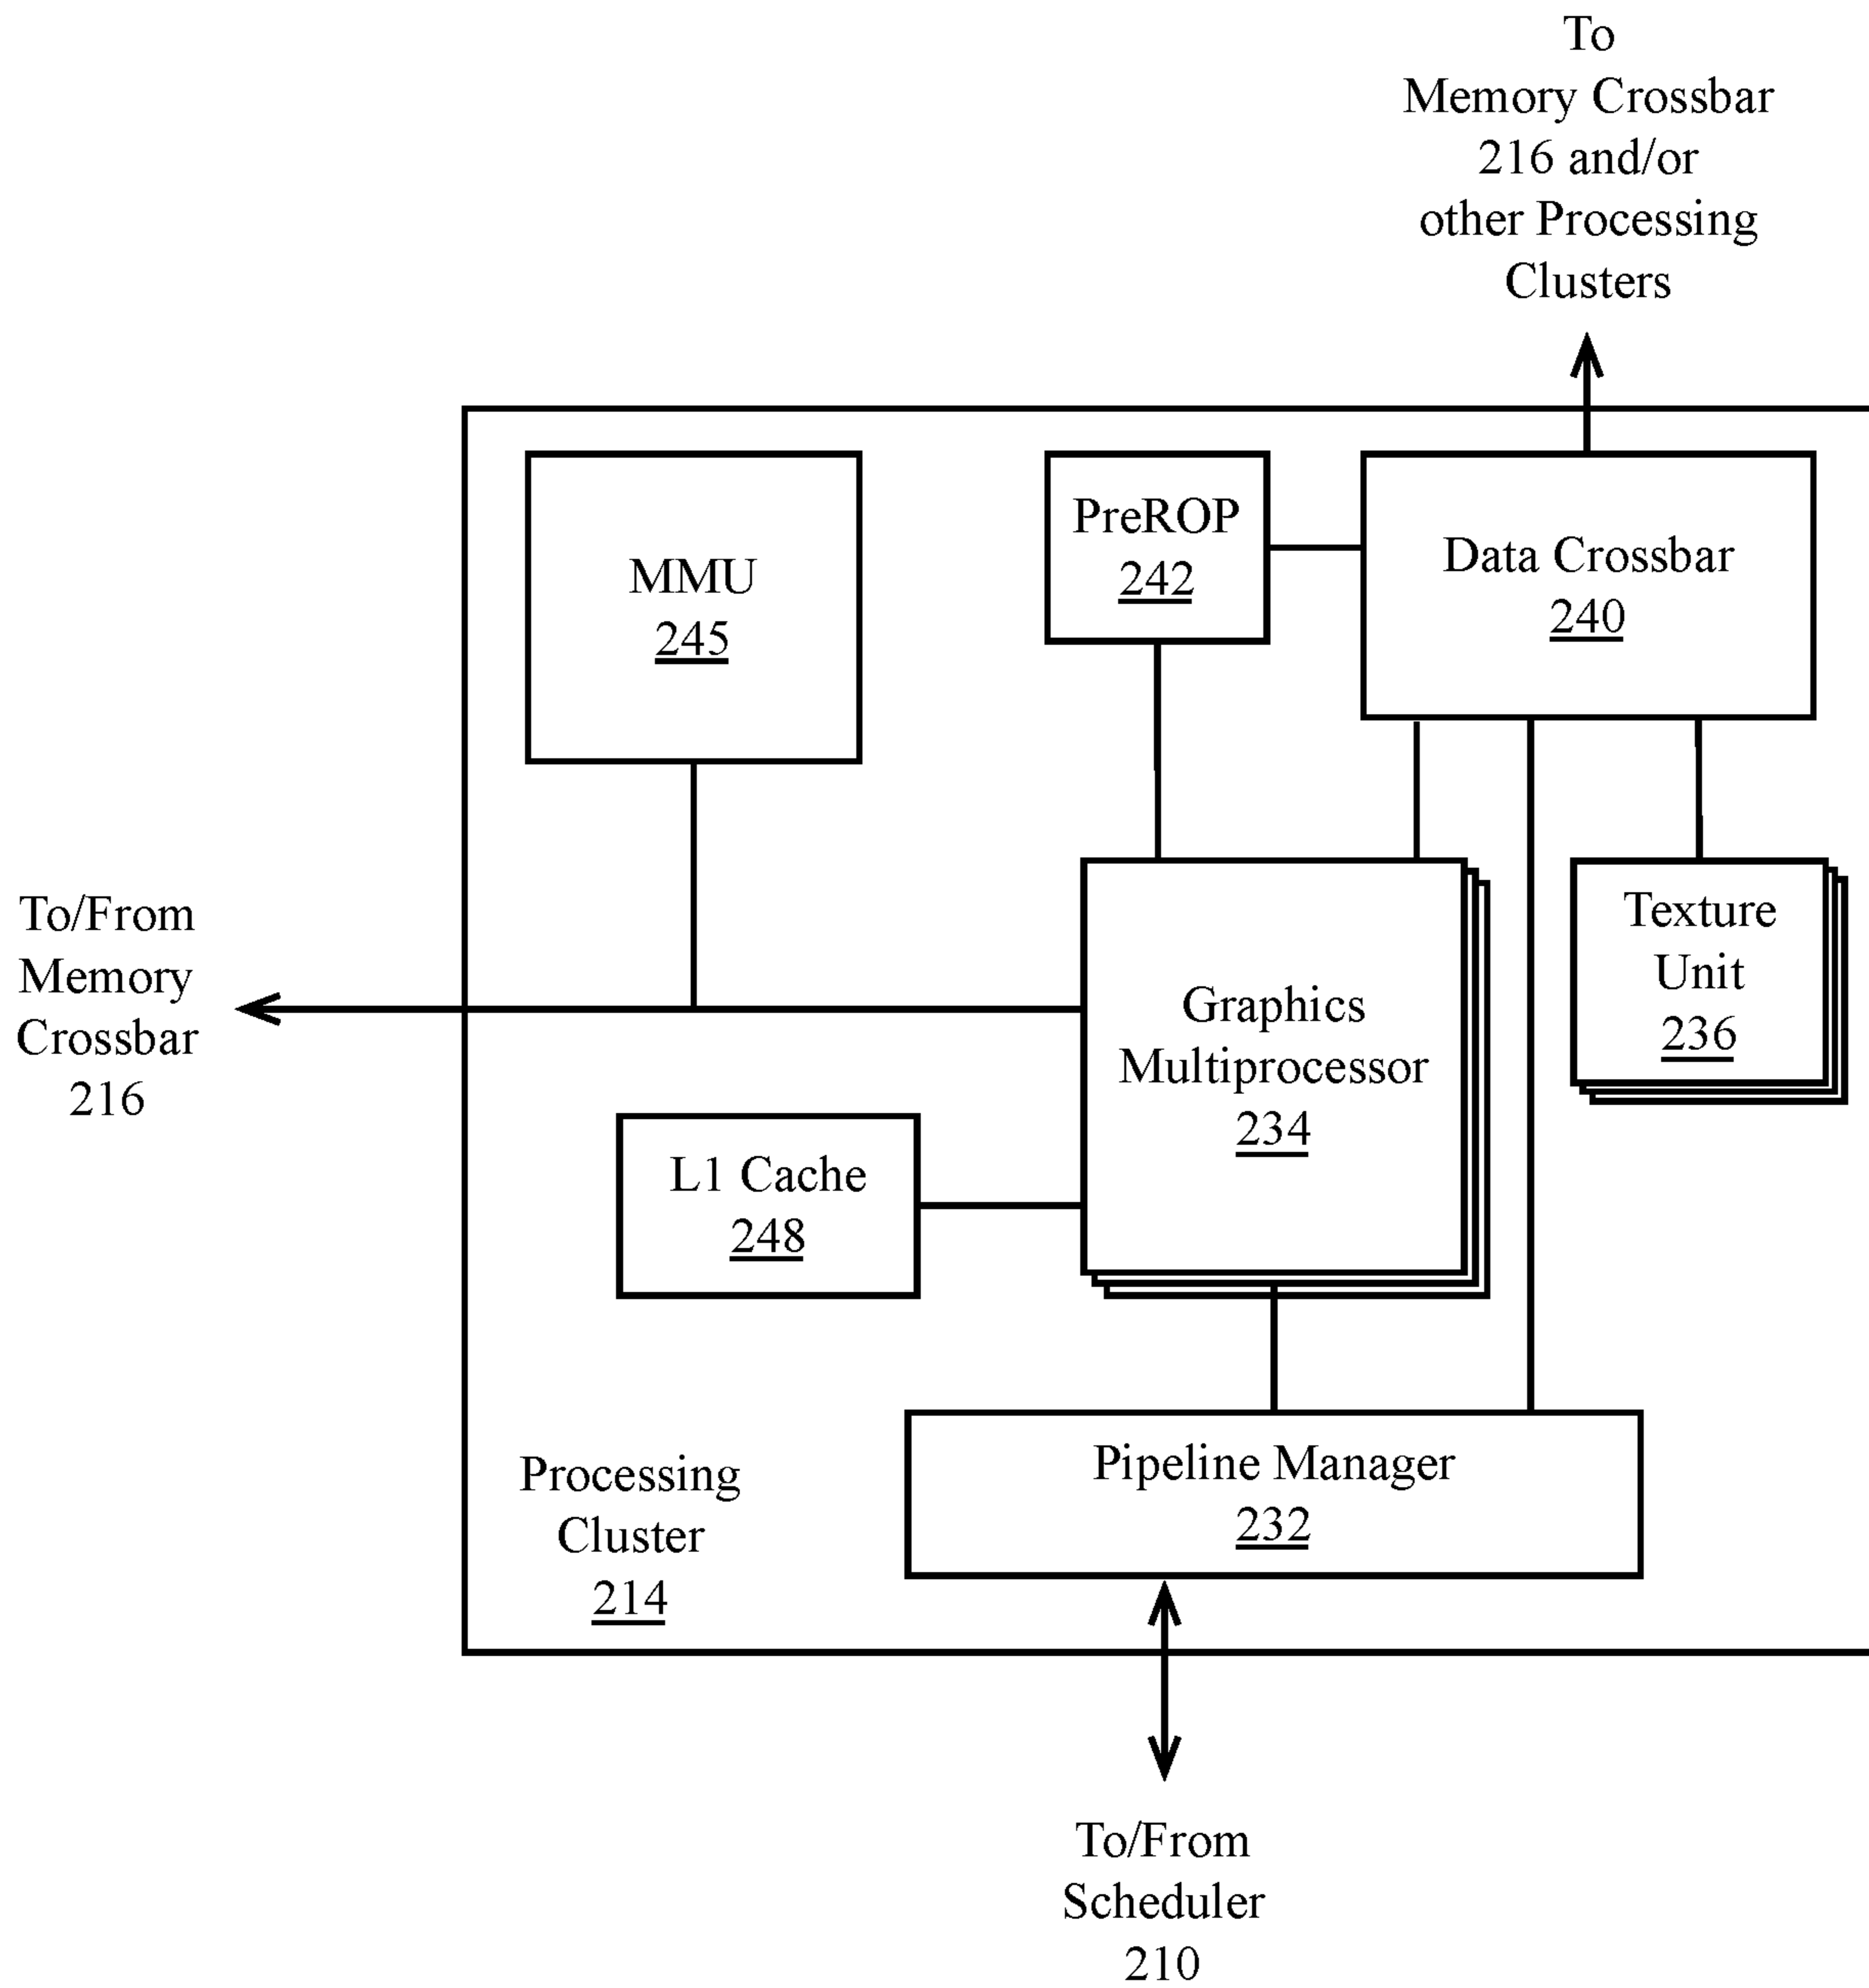 To
Memory Crossbar
216 and/or
other Processing
Clusters
MMU
245
PreROP
242
Data Crossbar
240
To/From
Memory
Crossbar
216
Graphics
Multiprocessor
234
Texture
Unit
236
L1 Cache
248
Pipeline Manager
232
Processing
Cluster
214
To/From
Scheduler
210